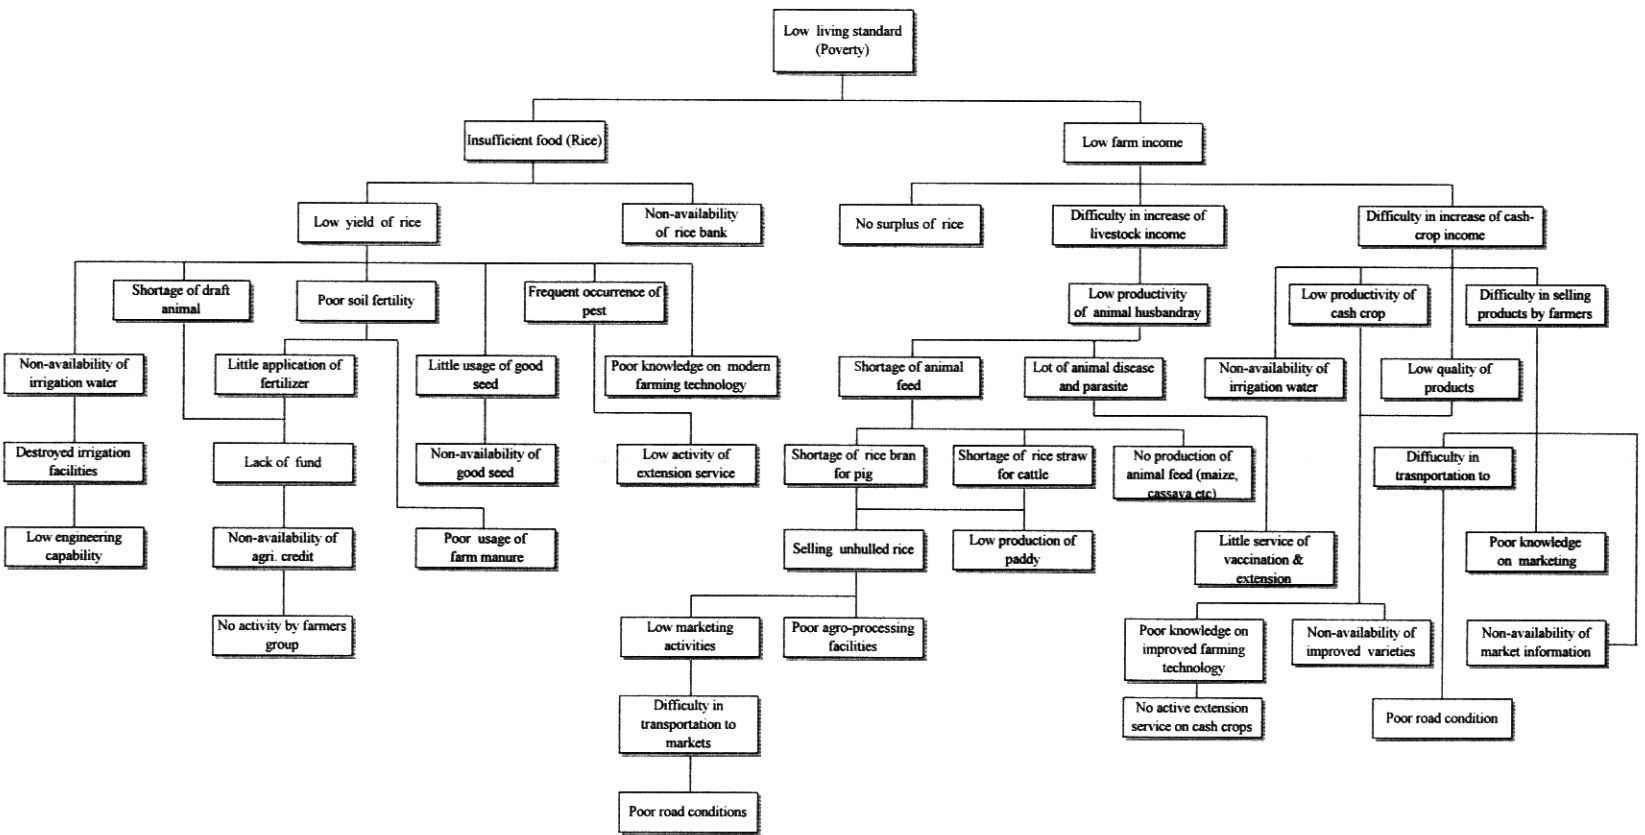 Low living standard
(Poverty)
Insufficient food (Rice)
Low farm income
Low yield of rice
Non-availability
of rice bank
No surplus of rice
Difficulty in increase of
livestock income
Difficulty in increase of cash-
crop income
Shortage of draft
animal
Poor soil fertility
Frequent occurrence of
pest
Low productivity
of animal husbandray
Low productivity of
cash crop
Difficulty in selling
products by farmers
Non-availability of
irrigation water
Little application of
fertilizer
Little usage of good
seed
Poor knowledge on modern
farming technology
Shortage of animal
feed
Lot of animal disease
and parasite
Non-availability of
irrigation water
Low quality of
products
Destroyed irrigation
facilities
Lack of fund
Non-availability of
good seed
Low activity of
extension service
Shortage of rice bran
for pig
Shortage of rice straw
for cattle
No production of
animal feed (maize,
cassava etc)
Diffuculty in
trasnportation to
Low engineering
capability
Non-availability of
agri. credit
Poor usage of
farm manure
Selling unhulled rice
Low production of
paddy
Little service of
vaccination &
extension
Poor knowledge
on marketing
No activity by farmers
group
Low marketing
activities
Poor agro-processing
facilities
Poor knowledge on
improved farming
technology
Non-availability of
improved varieties
Non-availability of
market information
Difficulty in
transportation to
markets
No active extension
service on cash crops
Poor road condition
Poor road conditions